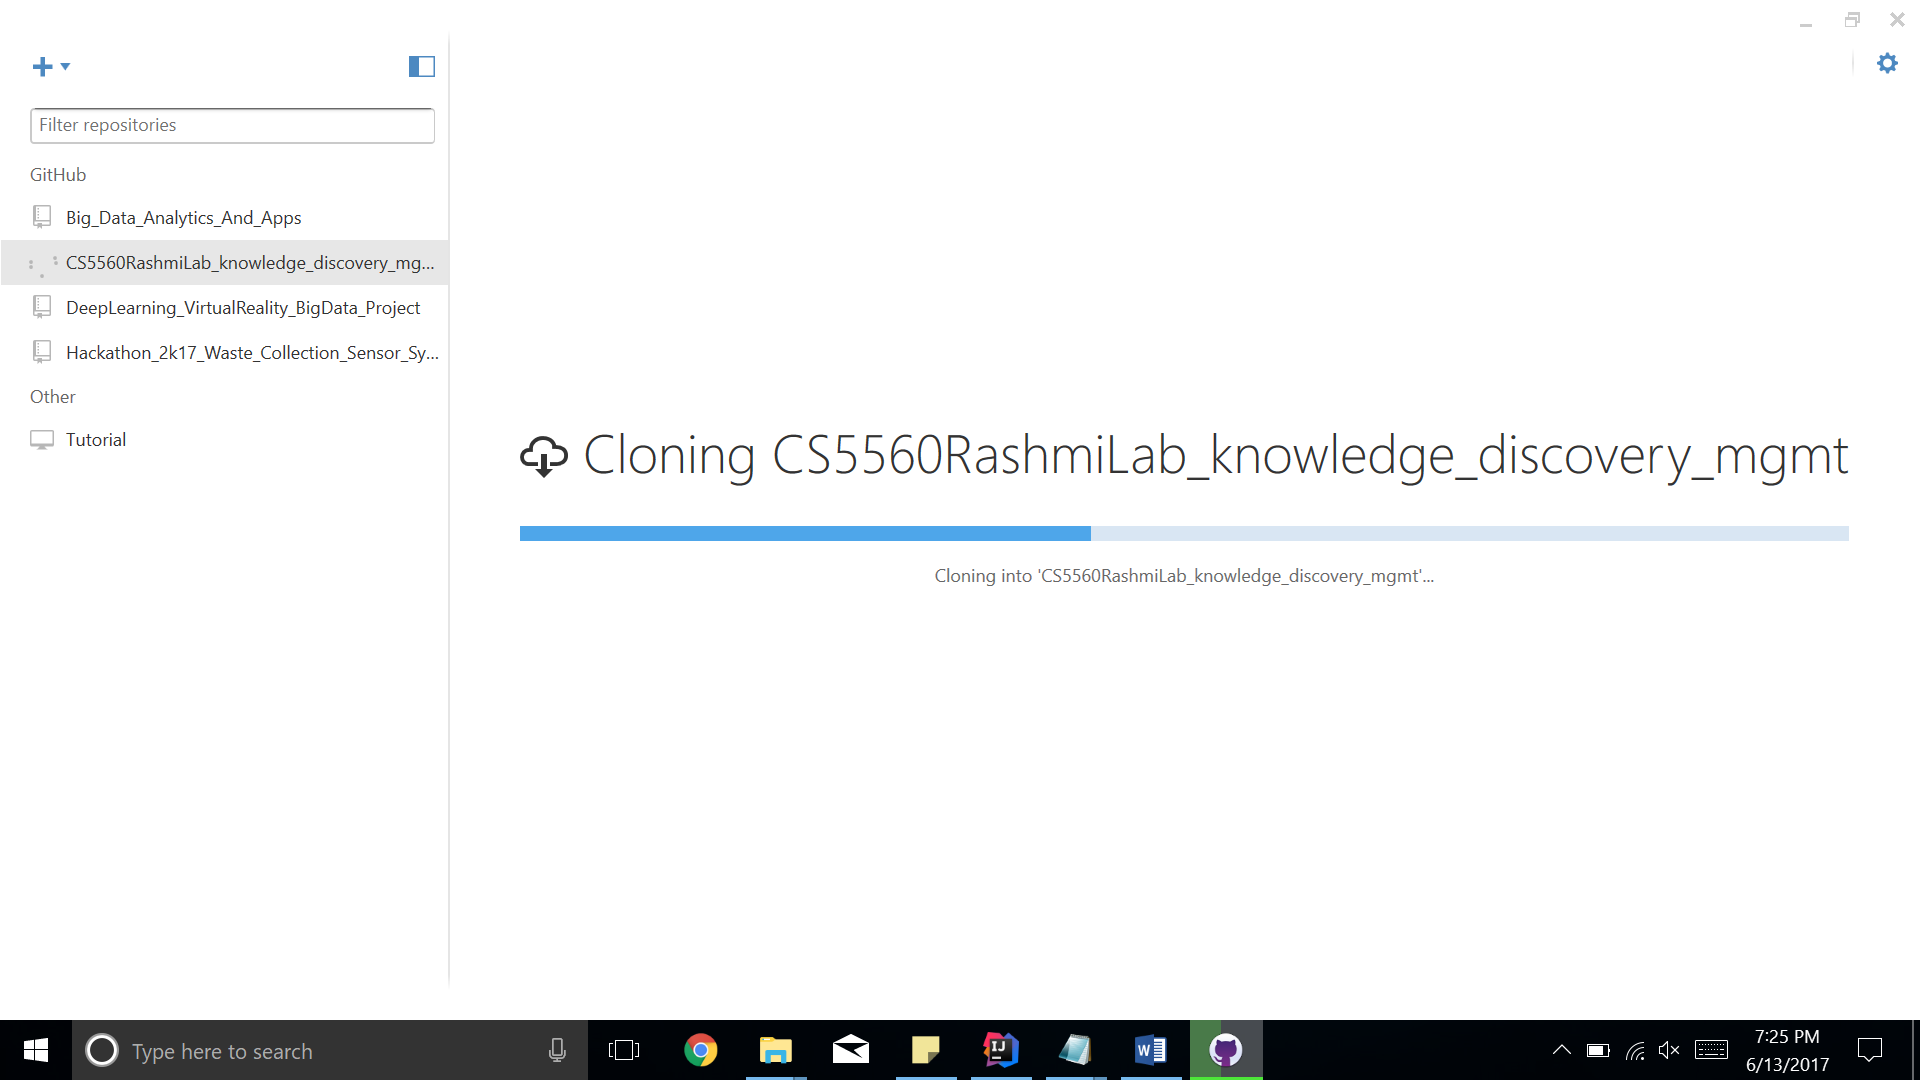 Filter repositories
GitHub
Big_Data_Analytics_And_Apps
CS5560RashmiLab_knowledge_discovery_mg...
DeepLearning_VirtualReality_BigData_Project
Hackathon_2k17_Waste_Collection_Sensor_Sy...
Other
Tutorial
Cloning CS5560RashmiLab_knowledge_discovery_mgmt
Cloning into 'CS5560RashmiLab_knowledge_discovery_mgmt'...
Type here to search
IJ
W
7:25 PM
6/13/2017